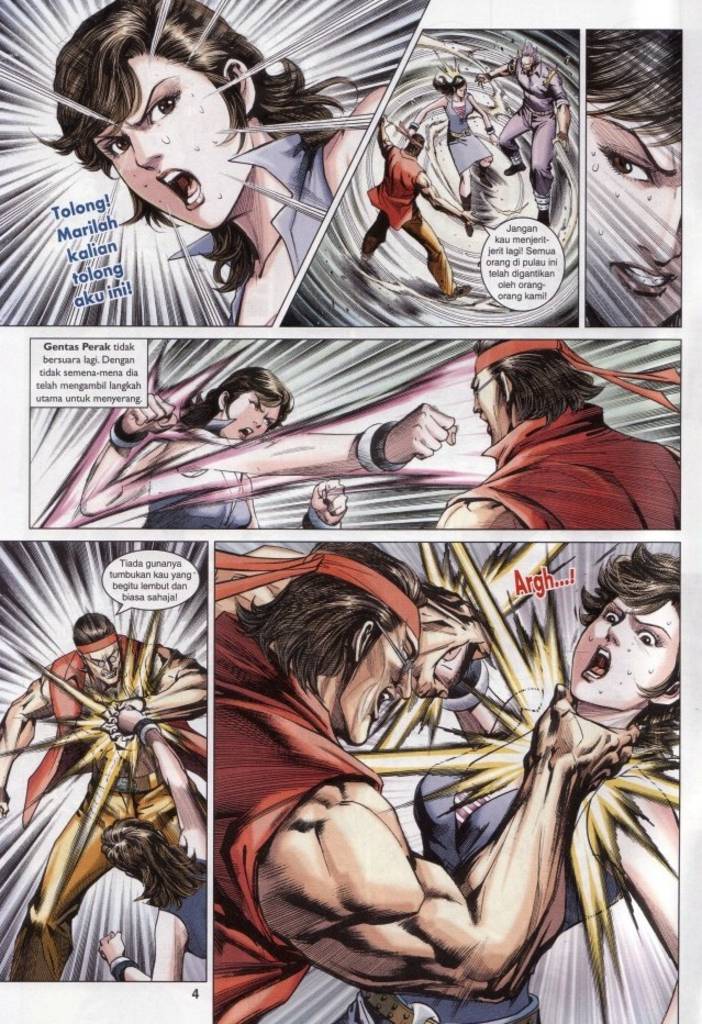 Tolong!
Marilah
kalian
tolong
aku ini!
Jangan
kau menjerit-
jerit lagi! Semua
orang di pulau ini
telah digantikan
oleh orang-
orang kami!
Gentas Perak tidak
bersuara lagi. Dengan
tidak semena-mena dia
telah mengambil langkah
utama untuk menyerang.
Tiada gunanya
tumbukan kau yang
begitu lembut dan
biasa sahaja!
Argh...!
4